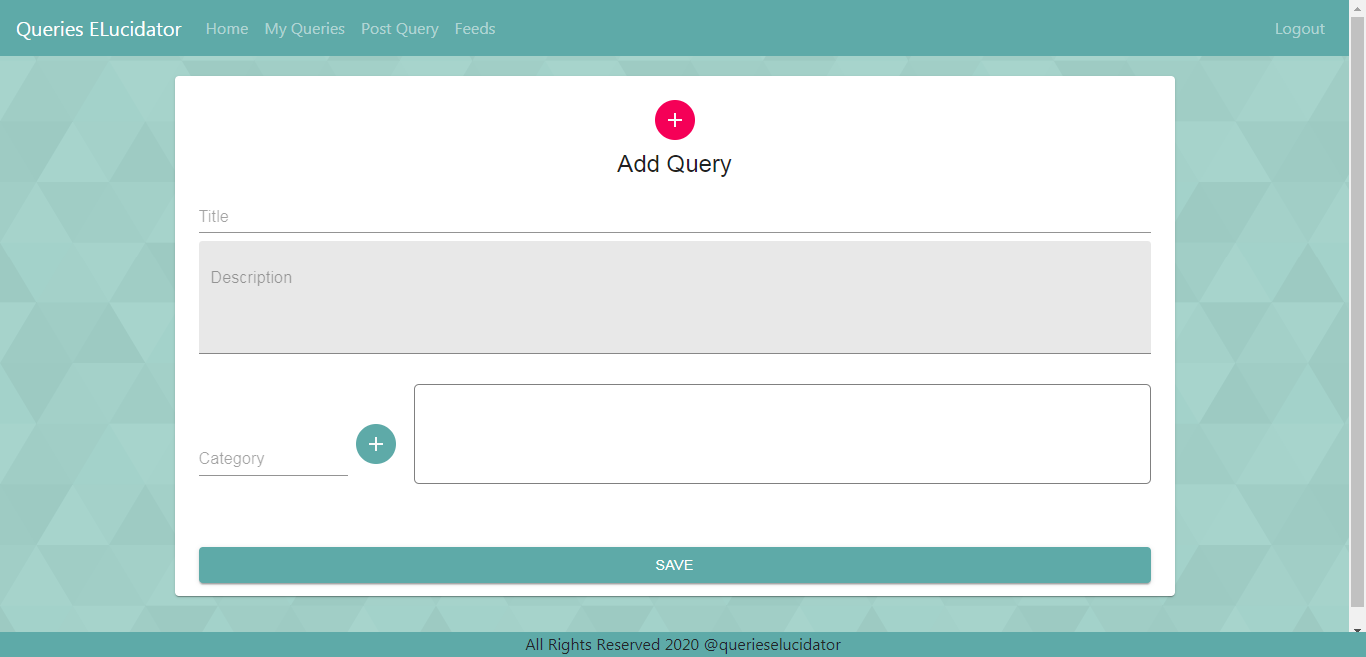 Queries ELucidator Home My Queries Post Query Feeds Logout
Add Query
Title
Description
Category
SAVE
All Rights Reserved 2020 @querieselucidator